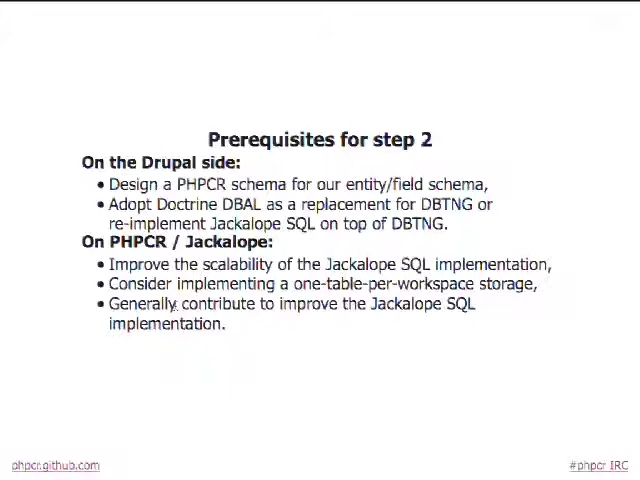 Prerequisites for step 2
On the Drupal side:
• Design a PHPCR schema for our entity/field schema,
• Adopt Doctrine DBAL as a replacement for DBTNG or
re-implement Jackalope SQL on top of DBTNG.
On PHPCR / Jackalope:
• Improve the scalability of the Jackalope SQL implementation,
• Consider implementing a one-table-per-workspace storage,
• Generally contribute to improve the Jackalope SQL
implementation.
phpcr.github.com
#phpcr IRC